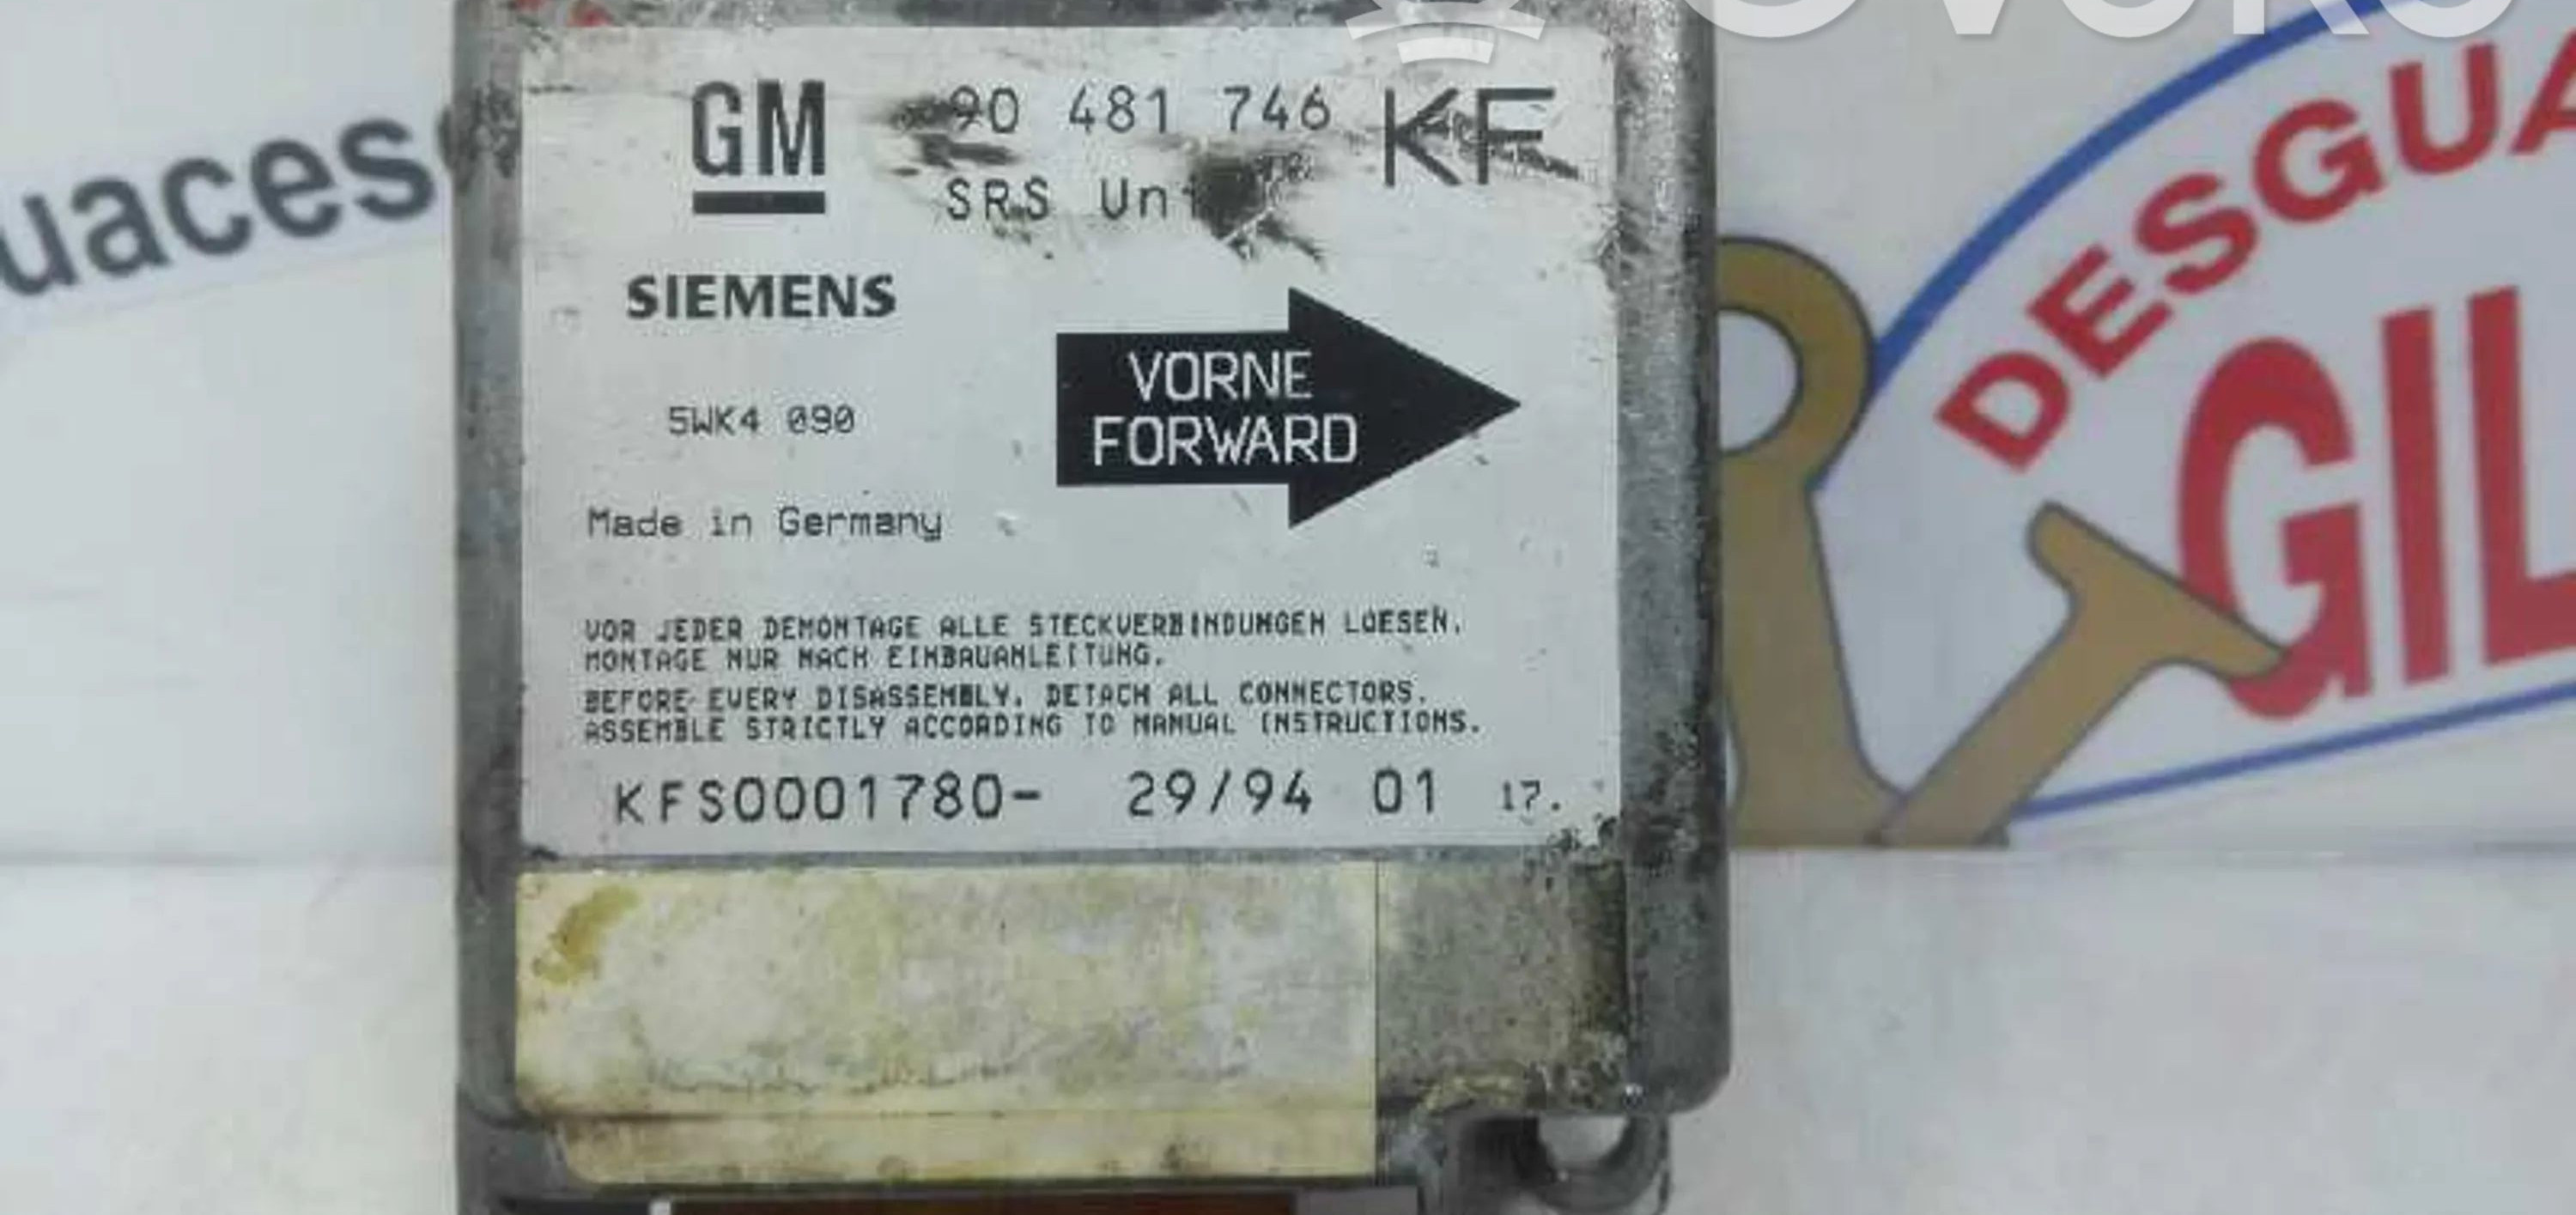 GM 90 481 746 KF
SRS Unit
SIEMENS
VORNE
FORWARD
5WK4 090
Made in Germany
VOR JEDER DEMONTAGE ALLE STECKVERBINDUNGEN LOESEN.
MONTAGE NUR NACH EINBAUANLEITUNG.
BEFORE EVERY DISASSEMBLY, DETACH ALL CONNECTORS.
ASSEMBLE STRICTLY ACCORDING TO MANUAL INSTRUCTIONS.
KFS0001780- 29/94 01 17.
uaces
DESGUA
GIL